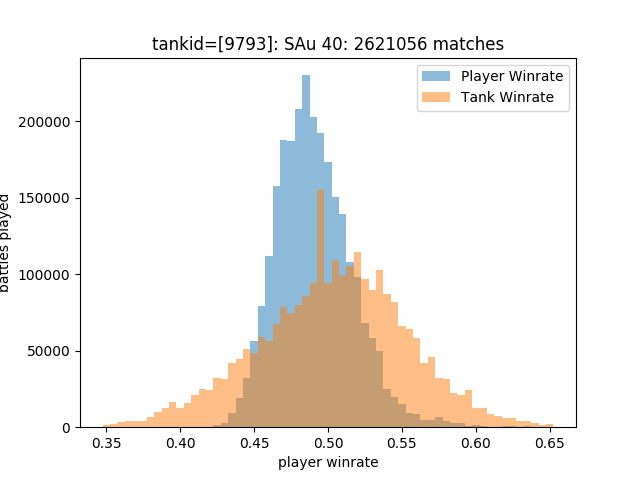 tankid=[9793]: SAu 40: 2621056 matches
Player Winrate
Tank Winrate
200000
150000
100000
50000
0
battles played
0.35 0.40 0.45 0.50 0.55 0.60 0.65
player winrate